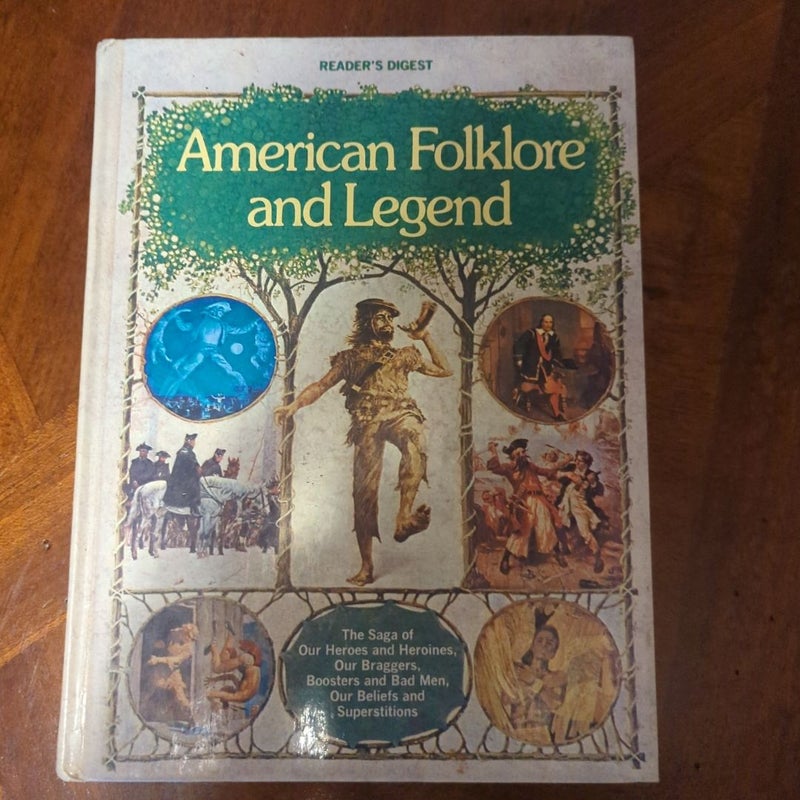 READER'S DIGEST
American Folklore
and Legend
The Saga of
Our Heroes and Heroines,
Our Braggers,
Boosters and Bad Men,
Our Beliefs and
Superstitions